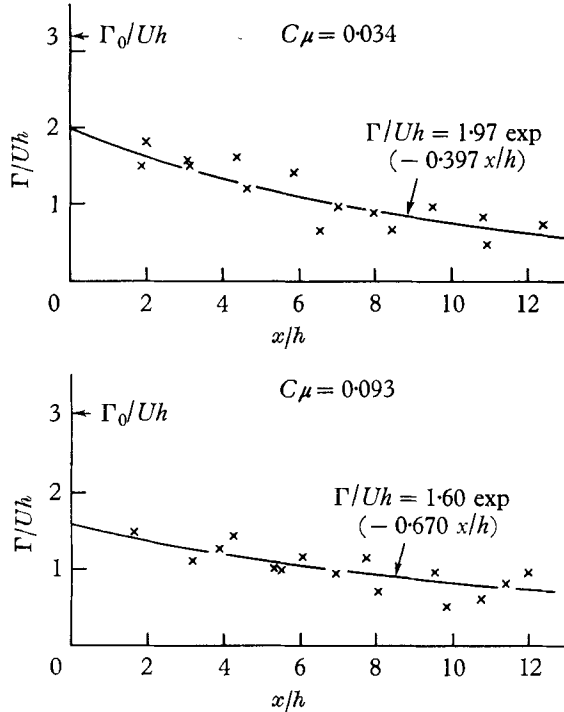 3
Γ₀/Uh
Cμ = 0·034
2
Γ/Uh = 1·97 exp
(− 0·397 x/h)
Γ/Uh
1
0
2
4
6
8
10
12
x/h
Cμ = 0·093
3
Γ₀/Uh
2
Γ/Uh = 1·60 exp
(− 0·670 x/h)
Γ/Uh
1
0
2
4
6
8
10
12
x/h